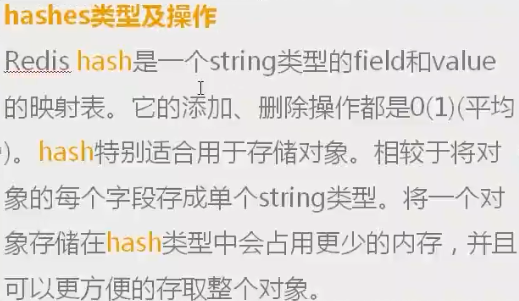 hashes类型及操作
Redis hash是一个string类型的field和value
的映射表。它的添加、删除操作都是0(1)(平均
)。hash特别适合用于存储对象。相较于将对
象的每个字段存成单个string类型。将一个对
象存储在hash类型中会占用更少的内存，并且
可以更方便的存取整个对象。